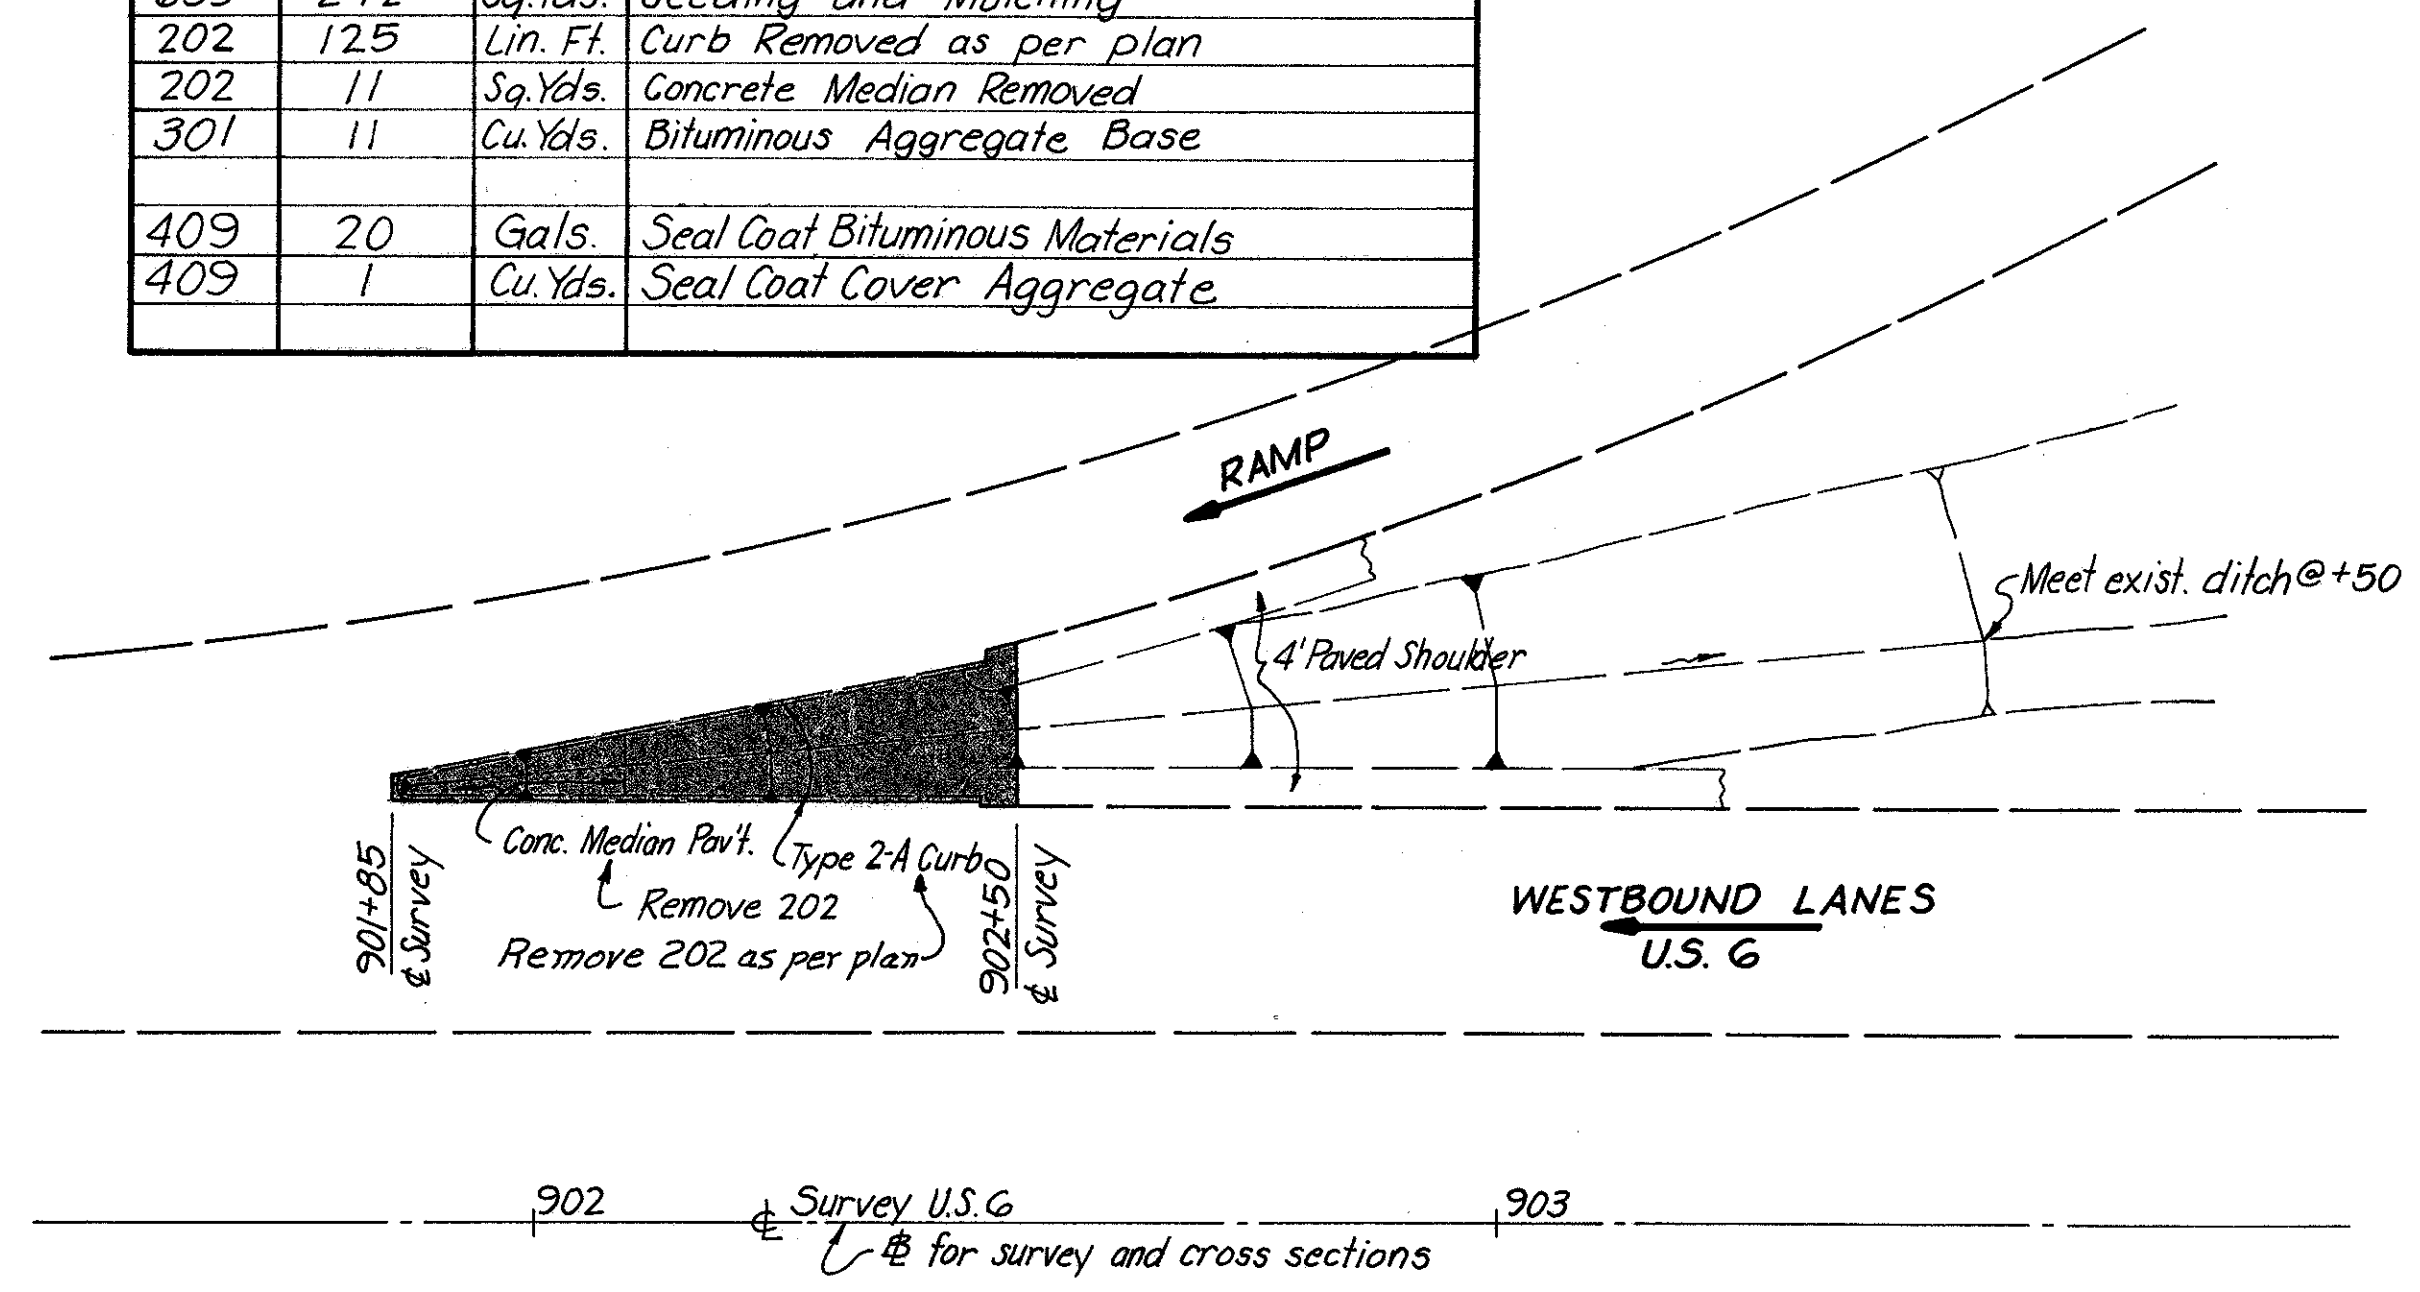 202 125 Lin. Ft. Curb Removed as per plan
202 11 Sq.Yds. Concrete Median Removed
301 11 Cu.Yds. Bituminous Aggregate Base
409 20 Gals. Seal Coat Bituminous Materials
409 1 Cu.Yds. Seal Coat Cover Aggregate
RAMP
Meet exist. ditch@+50
4' Paved Shoulder
Conc. Median Pav't.
Type 2-A Curb
Remove 202
Remove 202 as per plan
901+85
℄ Survey
902+50
℄ Survey
WESTBOUND LANES
U.S. 6
902
℄ Survey U.S.6
903
for survey and cross sections